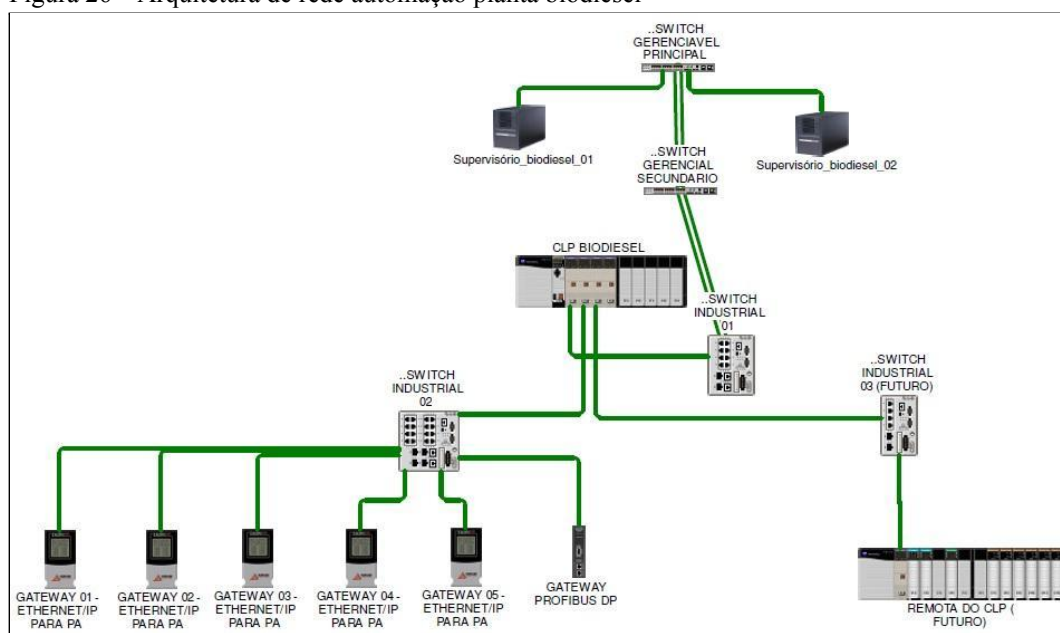 Figura 26 – Arquitetura de rede automação planta biodiesel
..SWITCH
GERENCIAVEL
PRINCIPAL
Supervisório_biodiesel_01
Supervisório_biodiesel_02
..SWITCH
GERENCIAL
SECUNDARIO
CLP BIODIESEL
..SWITCH
INDUSTRIAL
01
..SWITCH
INDUSTRIAL
03 (FUTURO)
..SWITCH
INDUSTRIAL
02
GATEWAY 01 -
ETHERNET/IP
PARA PA
GATEWAY 02 -
ETHERNET/IP
PARA PA
GATEWAY 03 -
ETHERNET/IP
PARA PA
GATEWAY 04 -
ETHERNET/IP
PARA PA
GATEWAY 05 -
ETHERNET/IP
PARA PA
GATEWAY
PROFIBUS DP
REMOTA DO CLP (
FUTURO)